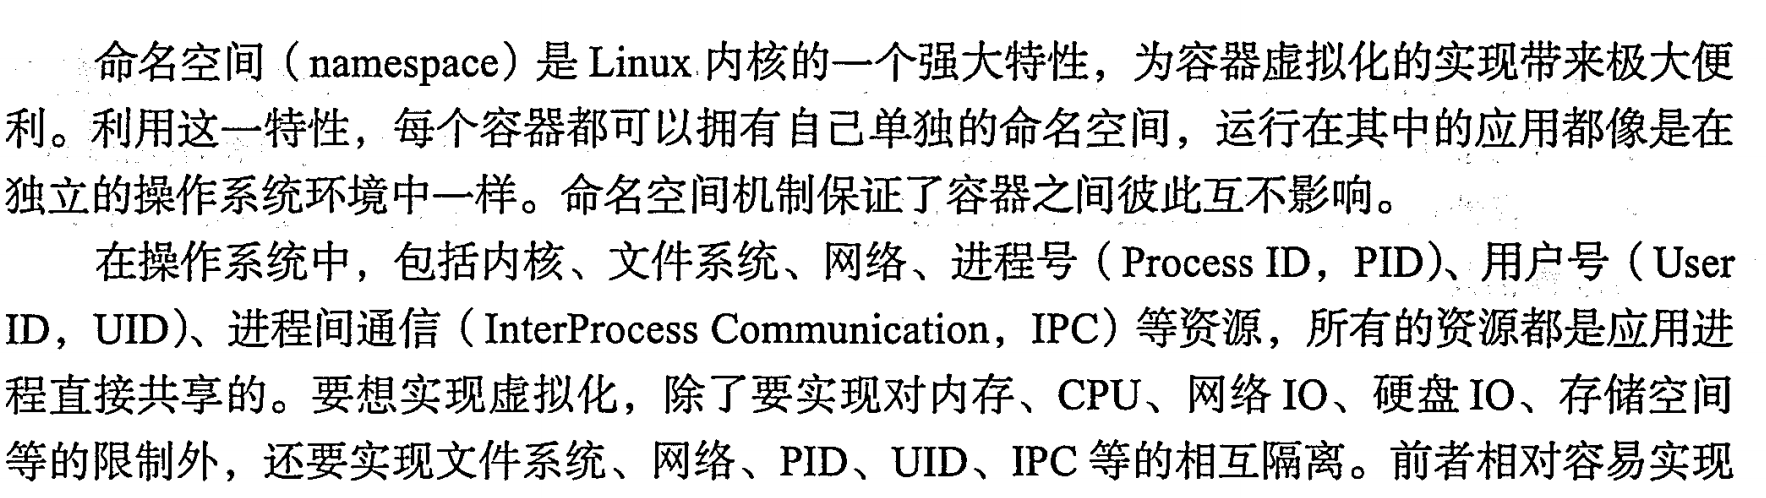 命名空间（namespace）是 Linux 内核的一个强大特性，为容器虚拟化的实现带来极大便
利。利用这一特性，每个容器都可以拥有自己单独的命名空间，运行在其中的应用都像是在
独立的操作系统环境中一样。命名空间机制保证了容器之间彼此互不影响。
在操作系统中，包括内核、文件系统、网络、进程号（Process ID，PID）、用户号（User
ID，UID）、进程间通信（InterProcess Communication，IPC）等资源，所有的资源都是应用进
程直接共享的。要想实现虚拟化，除了要实现对内存、CPU、网络 IO、硬盘 IO、存储空间
等的限制外，还要实现文件系统、网络、PID、UID、IPC 等的相互隔离。前者相对容易实现